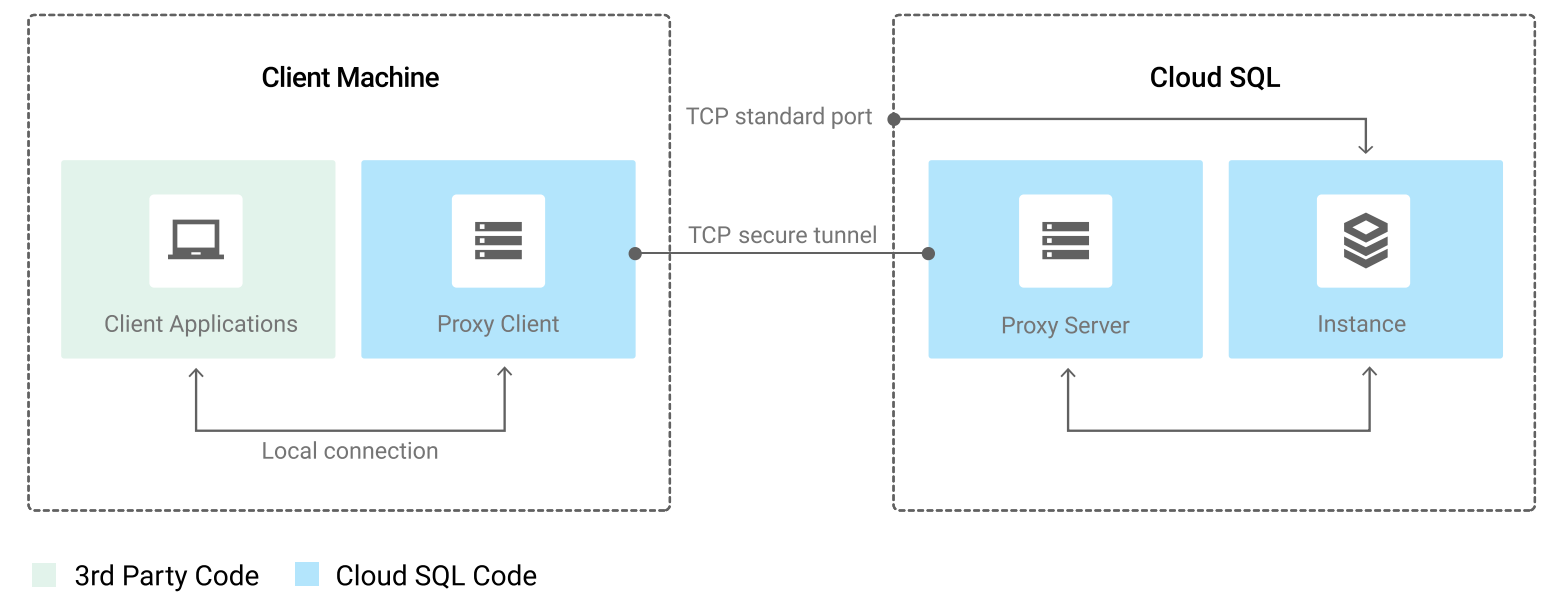 Client Machine
Cloud SQL
TCP standard port
TCP secure tunnel
Client Applications
Proxy Client
Proxy Server
Instance
Local connection
3rd Party Code
Cloud SQL Code